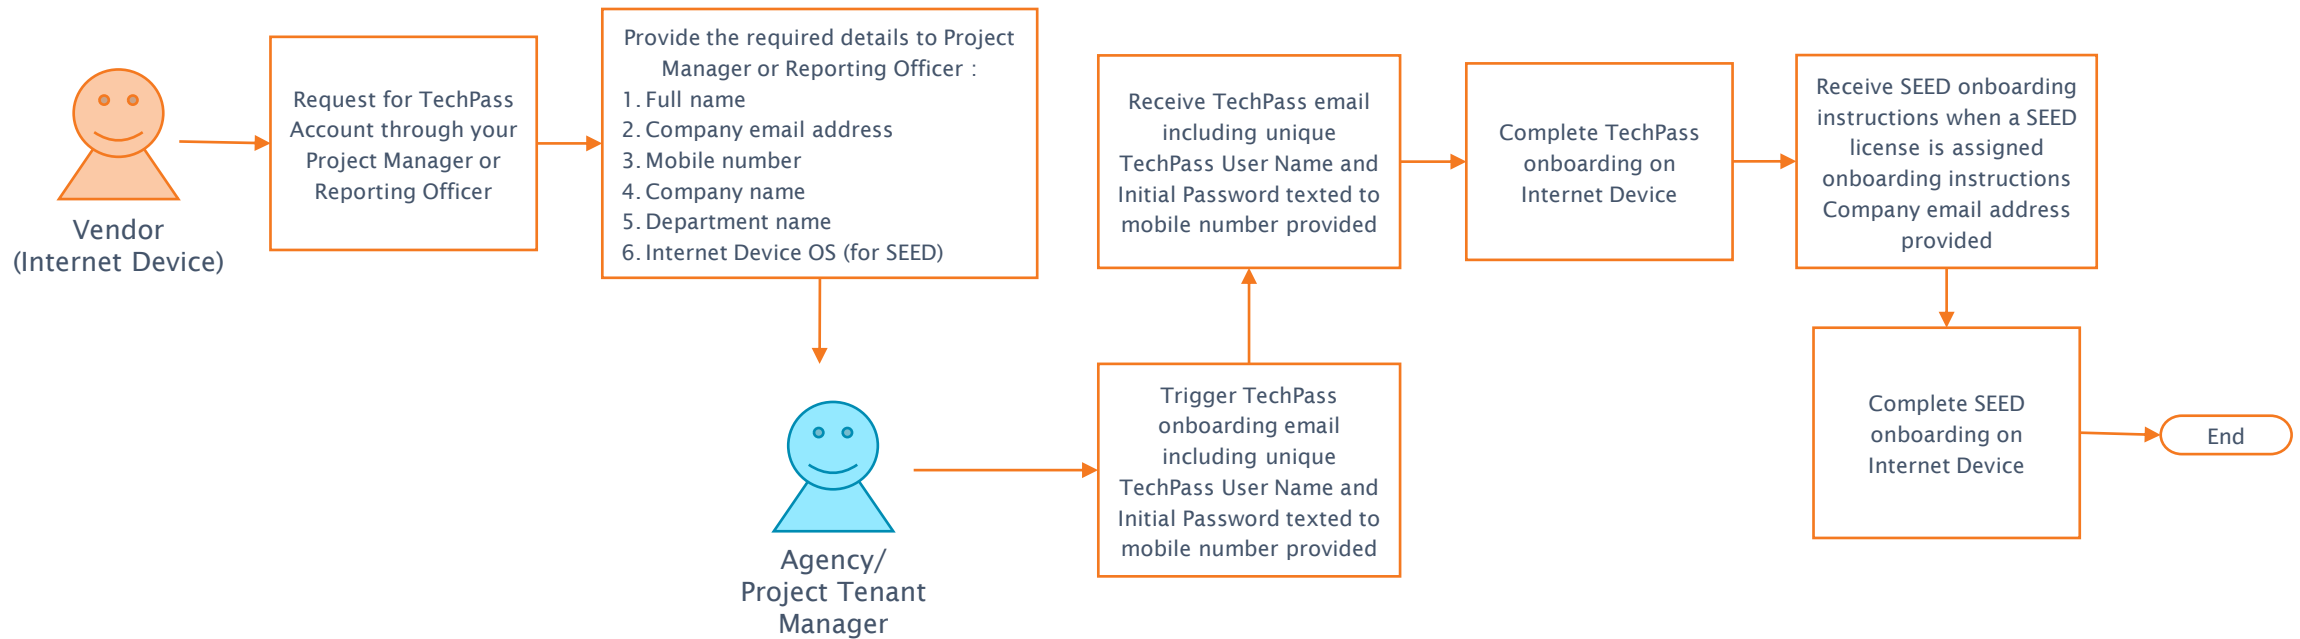 Vendor
(Internet Device)
Request for TechPass
Account through your
Project Manager or
Reporting Officer
Provide the required details to Project
Manager or Reporting Officer :
1. Full name
2. Company email address
3. Mobile number
4. Company name
5. Department name
6. Internet Device OS (for SEED)
Agency/
Project Tenant
Manager
Trigger TechPass
onboarding email
including unique
TechPass User Name and
Initial Password texted to
mobile number provided
Receive TechPass email
including unique
TechPass User Name and
Initial Password texted to
mobile number provided
Complete TechPass
onboarding on
Internet Device
Receive SEED onboarding
instructions when a SEED
license is assigned
onboarding instructions
Company email address
provided
Complete SEED
onboarding on
Internet Device
End